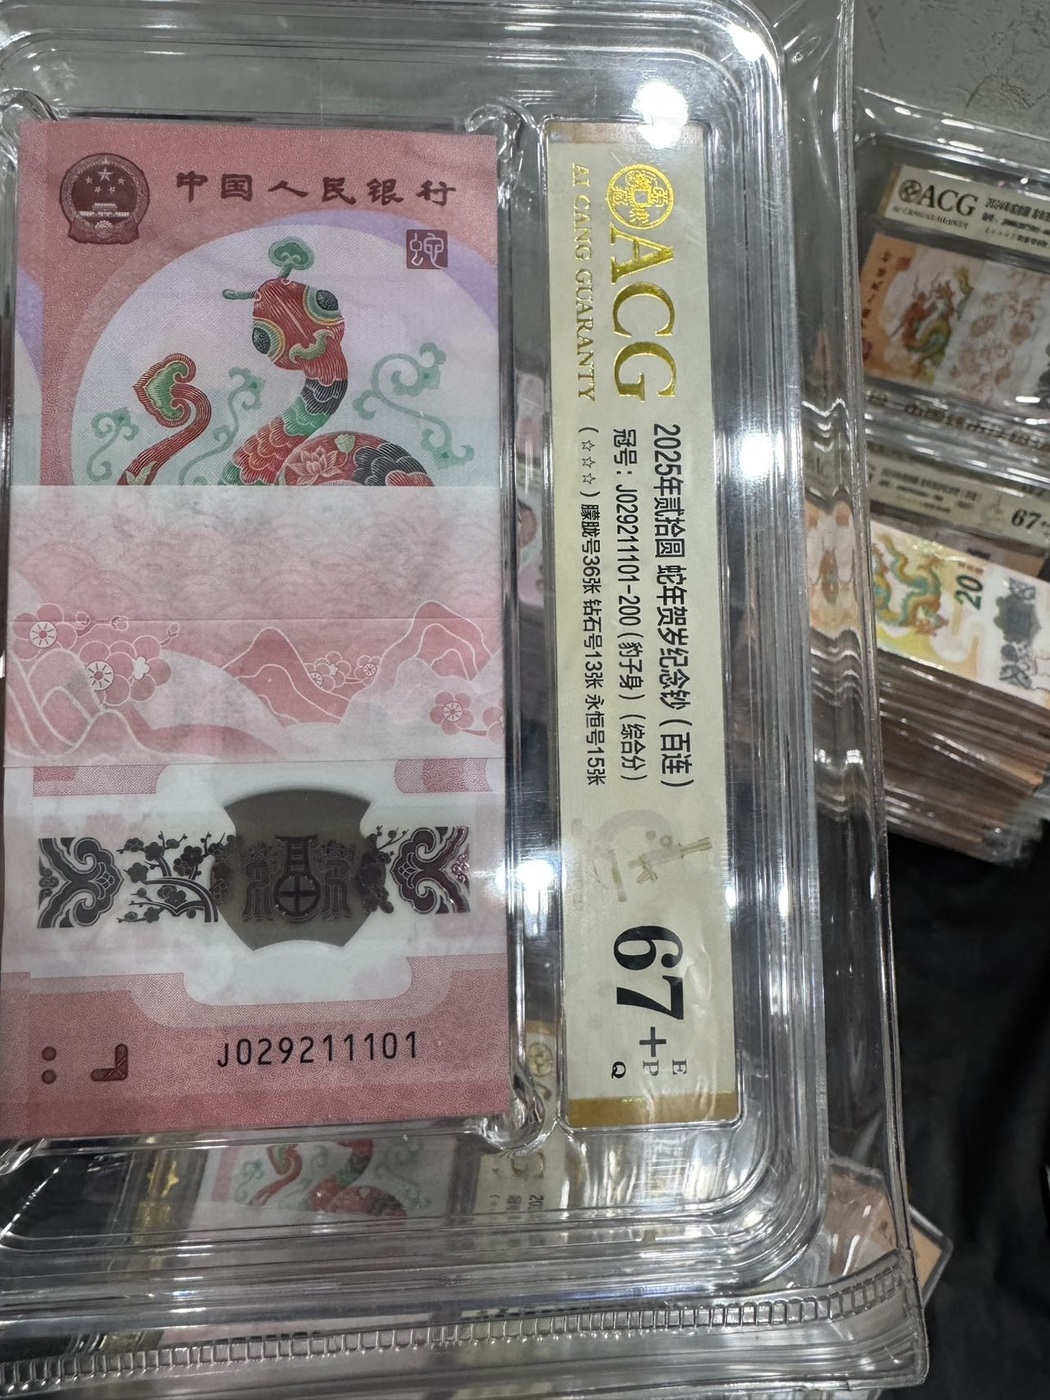 中国人民银行
J029211101
ACG
AI CANG GUARANTY
2025年贰拾圆 蛇年贺岁纪念钞（百连）
冠号：J029211101-200（豹子身）（综合分）
（☆☆☆）朦胧号36张 钻石号13张 永恒号15张
67+
E
P
Q
ACG
67
20